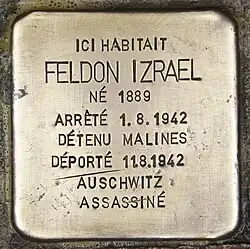 ICI HABITAIT
FELDON IZRAEL
NÉ 1889
ARRÊTÉ 1.8.1942
DÉTENU MALINES
DÉPORTÉ 11.8.1942
AUSCHWITZ
ASSASSINÉ